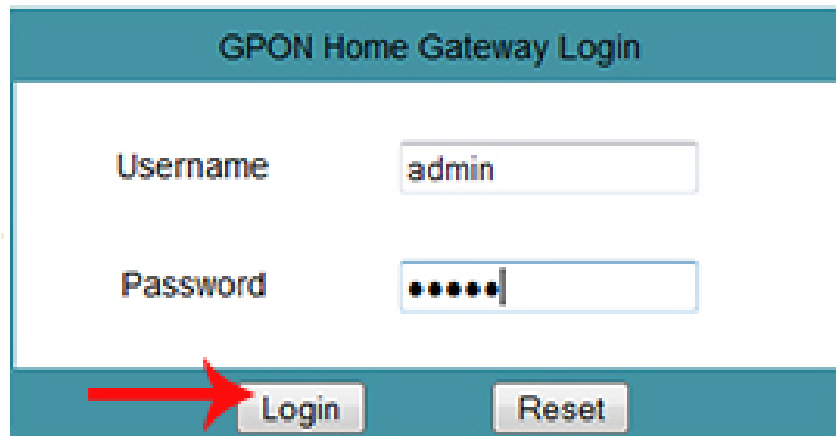 GPON Home Gateway Login
Username admin
Password •••••
Login Reset